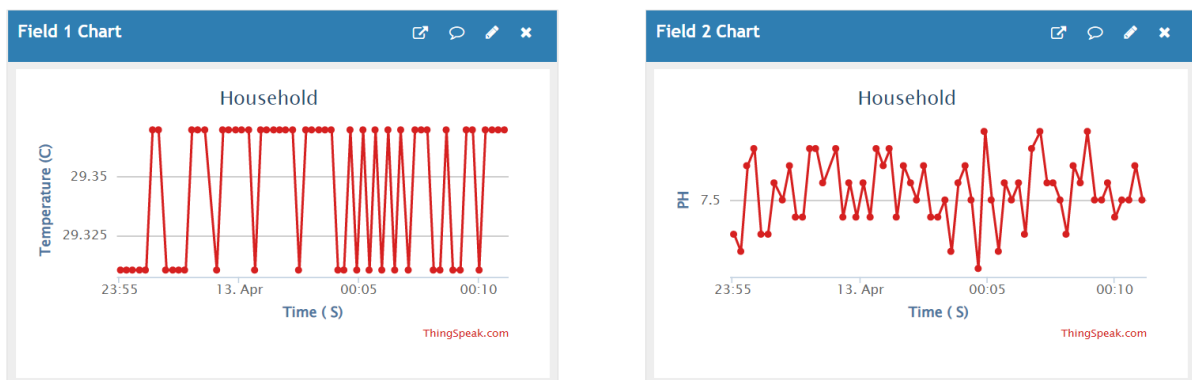 Field 1 Chart
Household
Temperature (C)
29.35
29.325
23:55 13. Apr 00:05 00:10
Time ( S)
ThingSpeak.com
Field 2 Chart
Household
PH
7.5
23:55 13. Apr 00:05 00:10
Time ( S)
ThingSpeak.com